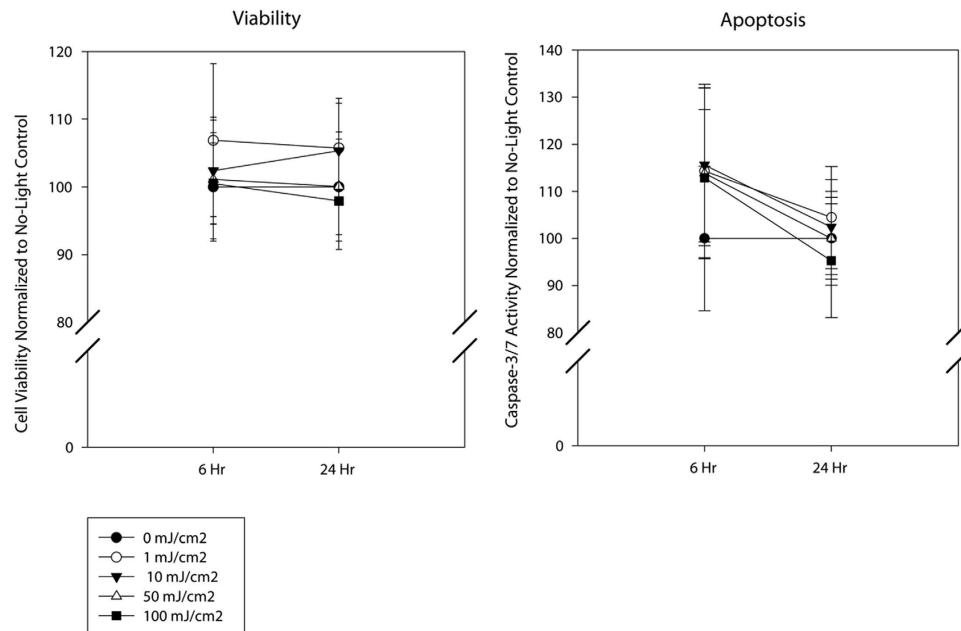 Viability
Cell Viability Normalized to No-Light Control
120
110
100
90
80
0
6 Hr
24 Hr
Apoptosis
Caspase-3/7 Activity Normalized to No-Light Control
140
130
120
110
100
90
80
0
6 Hr
24 Hr
0 mJ/cm2
1 mJ/cm2
10 mJ/cm2
50 mJ/cm2
100 mJ/cm2